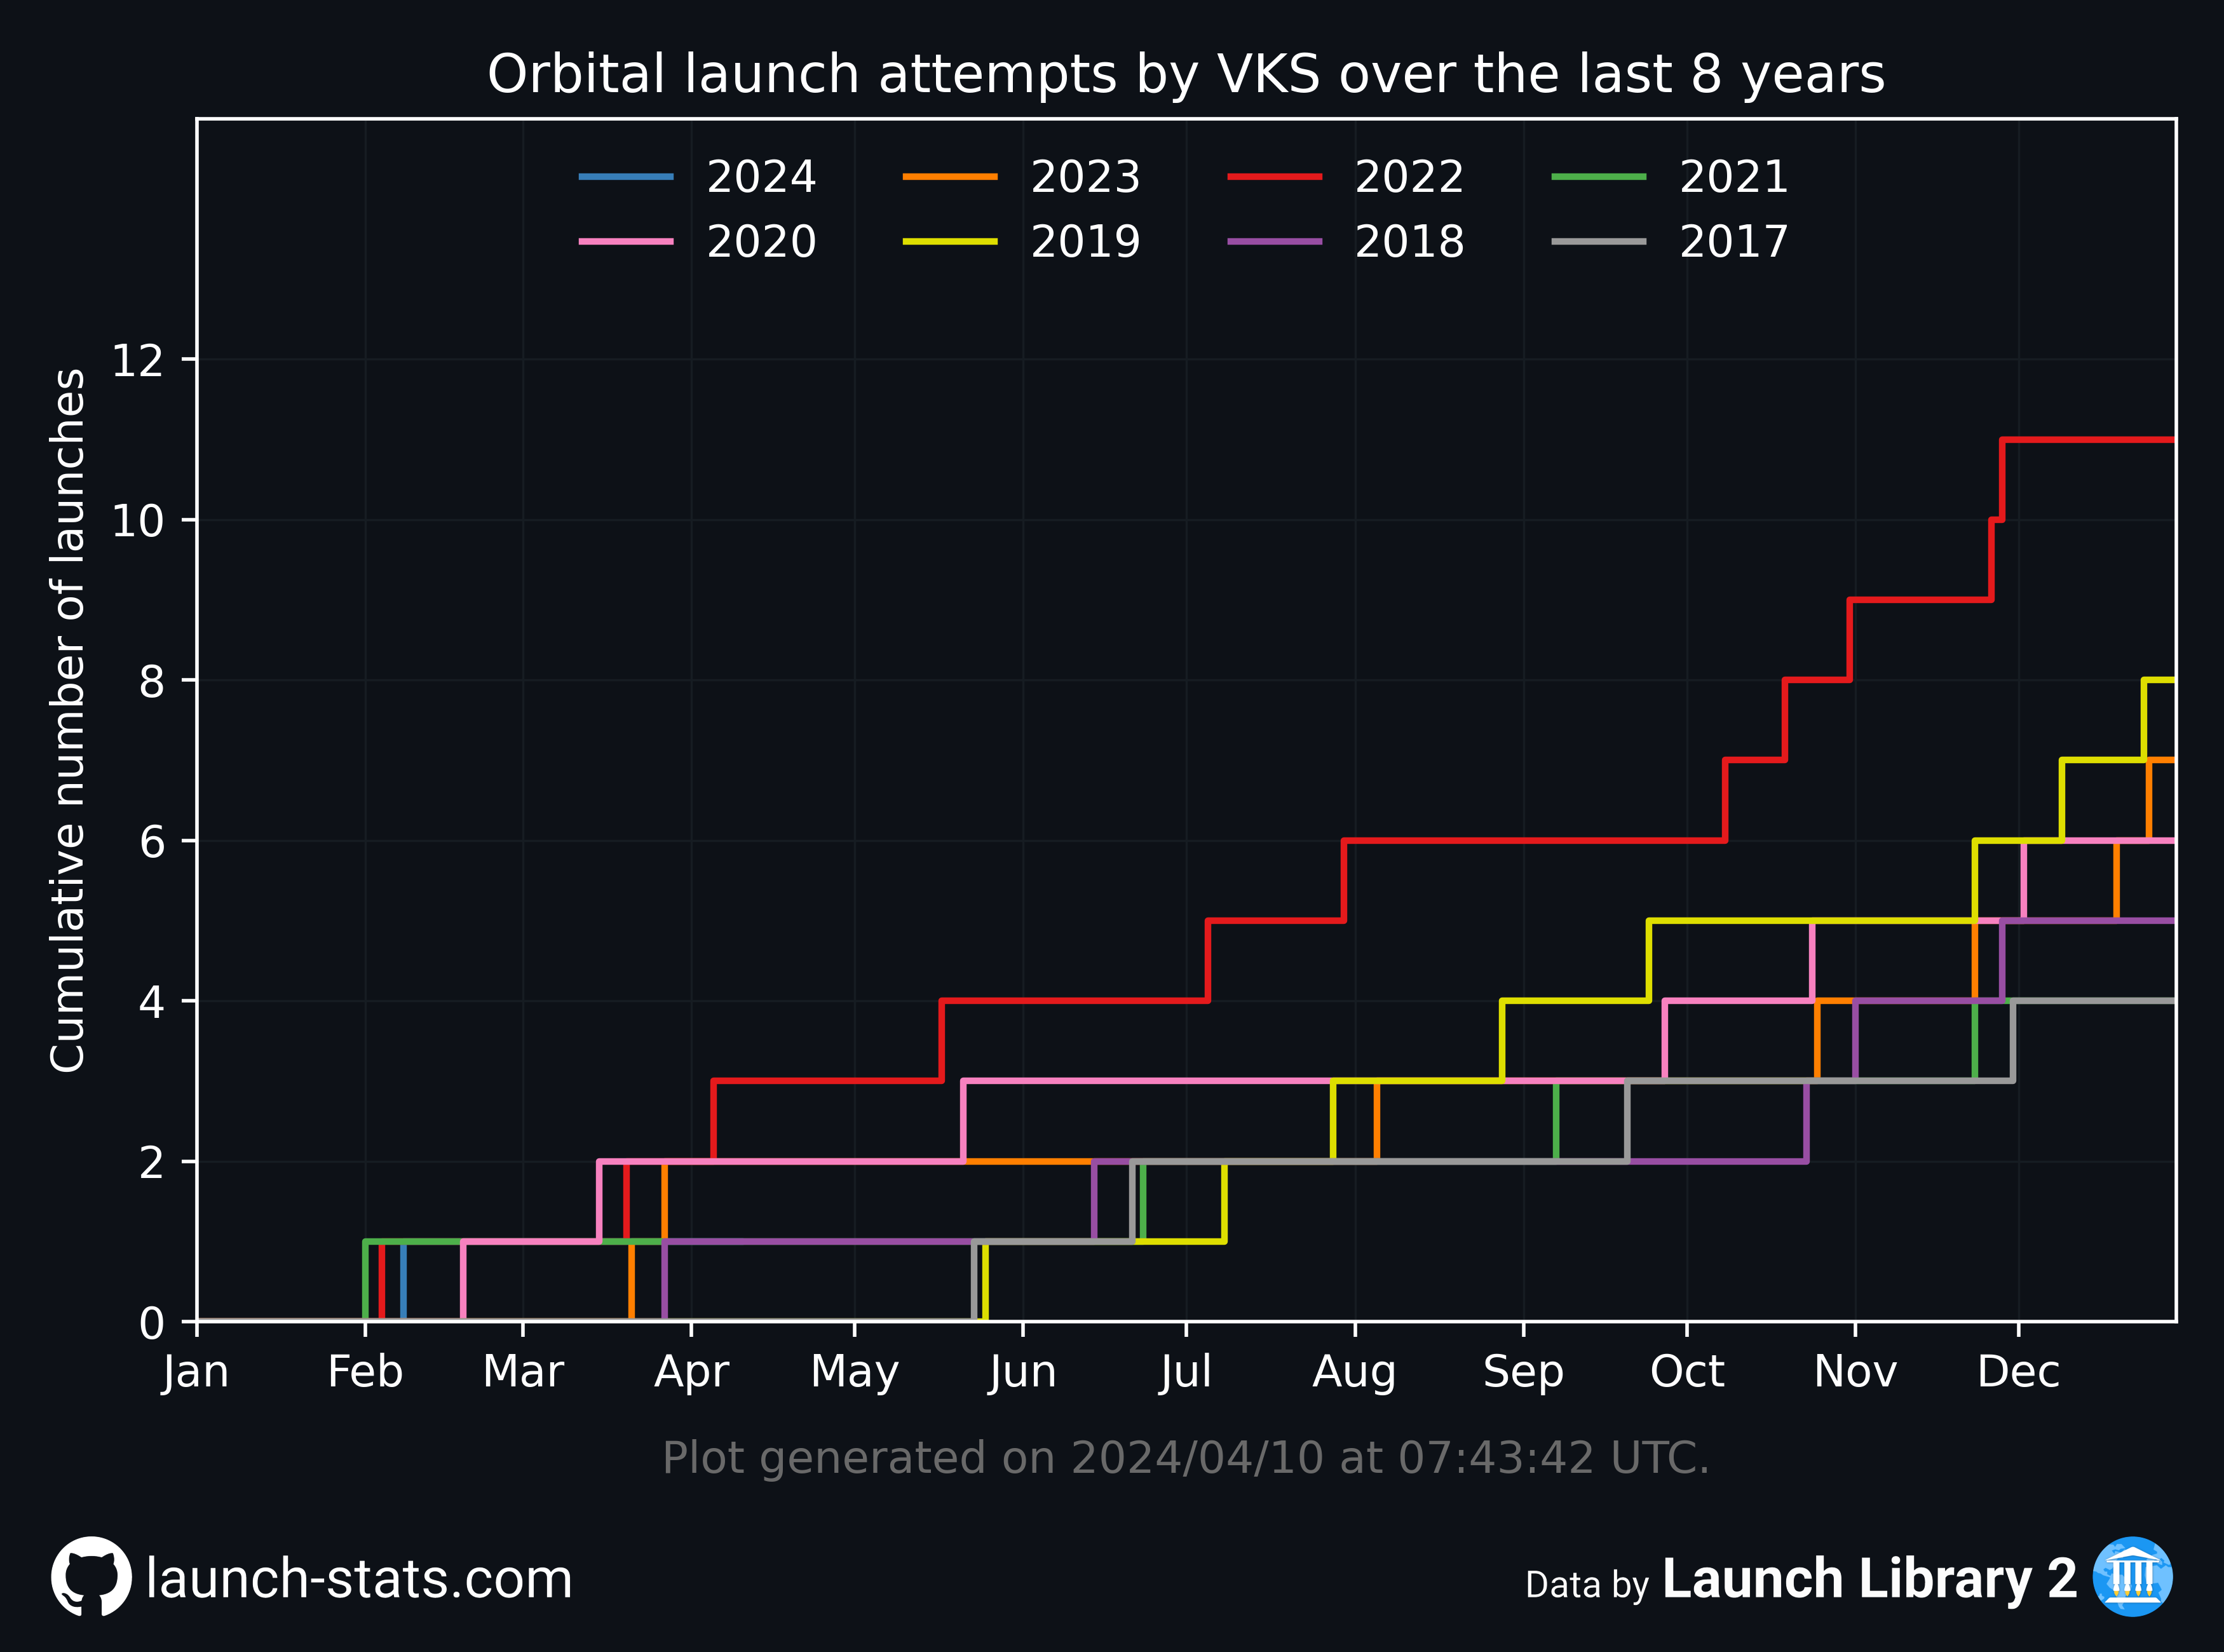 Orbital launch attempts by VKS over the last 8 years
2024 2023 2022 2021
2020 2019 2018 2017
Cumulative number of launches
12
10
8
6
4
2
0
Jan Feb Mar Apr May Jun Jul Aug Sep Oct Nov Dec
Plot generated on 2024/04/10 at 07:43:42 UTC.
launch-stats.com
Data by Launch Library 2